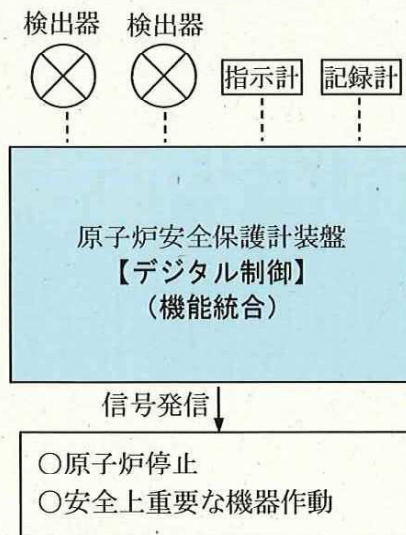 検出器 検出器
指示計 記録計
原子炉安全保護計装盤
【デジタル制御】
（機能統合）
信号発信
○原子炉停止
○安全上重要な機器作動